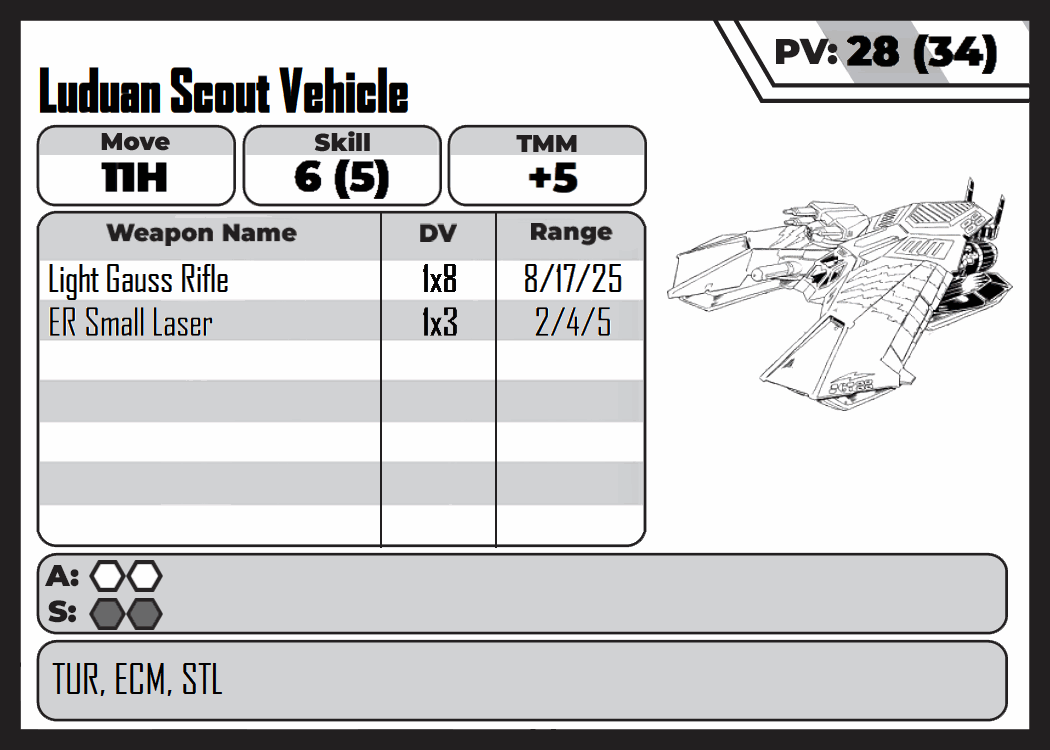 PV: 28 (34)
Luduan Scout Vehicle
Move Skill TMM
11H 6 (5) +5
Weapon Name DV Range
Light Gauss Rifle 1x8 8/17/25
ER Small Laser 1x3 2/4/5
A:
S:
TUR, ECM, STL